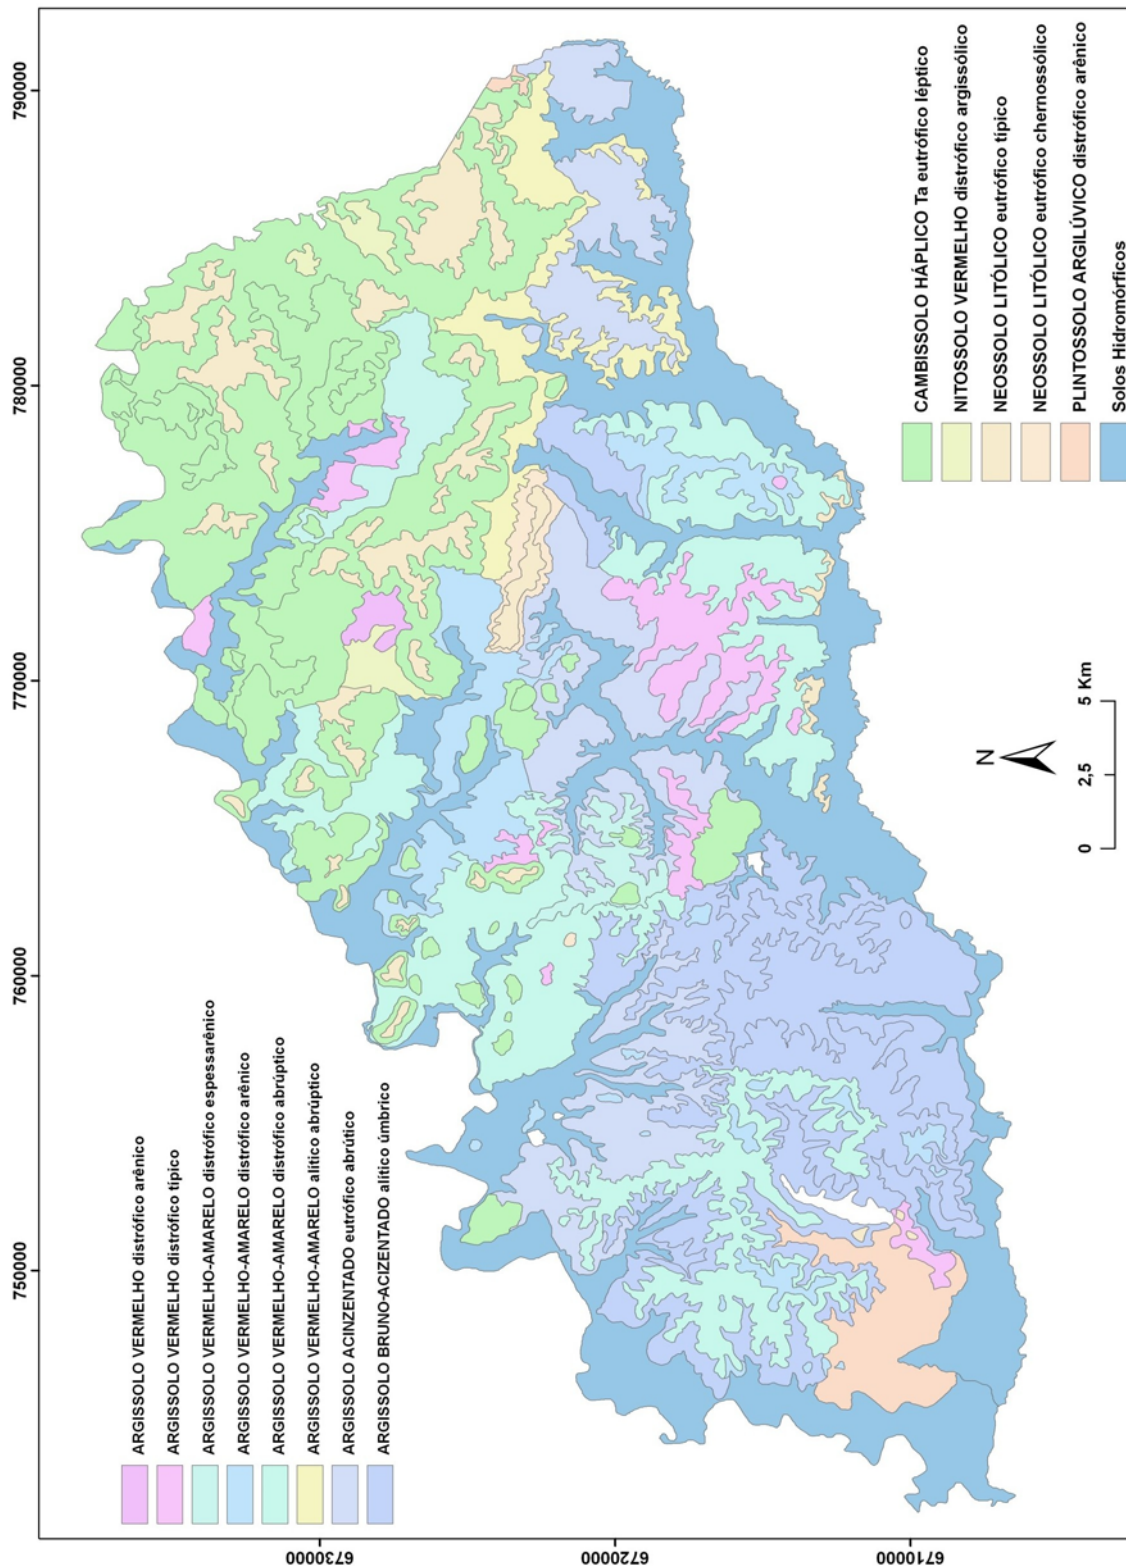 750000
760000
770000
780000
790000
6730000
6720000
6710000
ARGISSOLO VERMELHO distrófico arênico
ARGISSOLO VERMELHO distrófico típico
ARGISSOLO VERMELHO-AMARELO distrófico espessarênico
ARGISSOLO VERMELHO-AMARELO distrófico arênico
ARGISSOLO VERMELHO-AMARELO distrófico abrúptico
ARGISSOLO VERMELHO-AMARELO alítico abrúptico
ARGISSOLO ACINZENTADO eutrófico abrútico
ARGISSOLO BRUNO-ACIZENTADO alítico úmbrico
N
0
2,5
5 Km
CAMBISSOLO HÁPLICO Ta eutrófico léptico
NITOSSOLO VERMELHO distrófico argissólico
NEOSSOLO LITÓLICO eutrófico típico
NEOSSOLO LITÓLICO eutrófico chernossólico
PLINTOSSOLO ARGILÚVICO distrófico arênico
Solos Hidromórficos